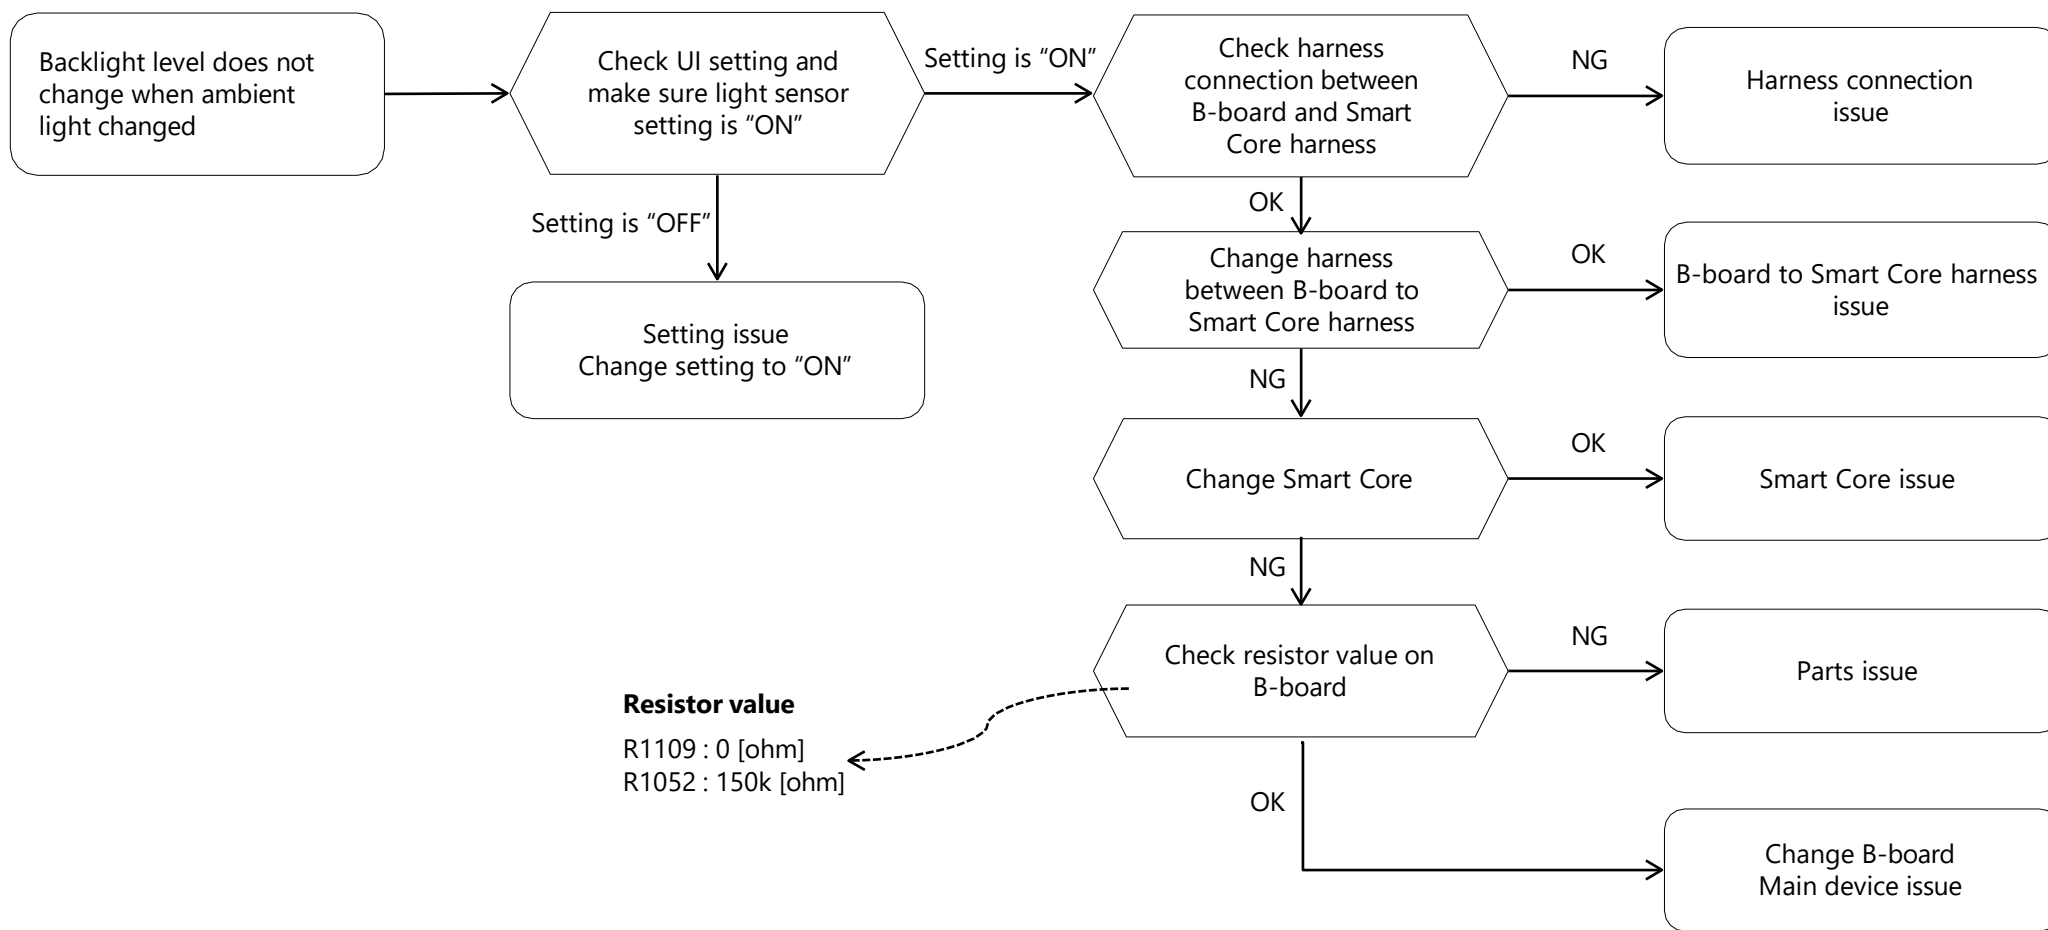 Backlight level does not
change when ambient
light changed
Check UI setting and
make sure light sensor
setting is “ON”
Setting is “ON”
Check harness
connection between
B-board and Smart
Core harness
NG
Harness connection
issue
Setting is “OFF”
Setting issue
Change setting to “ON”
OK
Change harness
between B-board to
Smart Core harness
OK
B-board to Smart Core harness
issue
NG
Change Smart Core
OK
Smart Core issue
NG
Check resistor value on
B-board
NG
Parts issue
Resistor value
R1109 : 0 [ohm]
R1052 : 150k [ohm]
OK
Change B-board
Main device issue